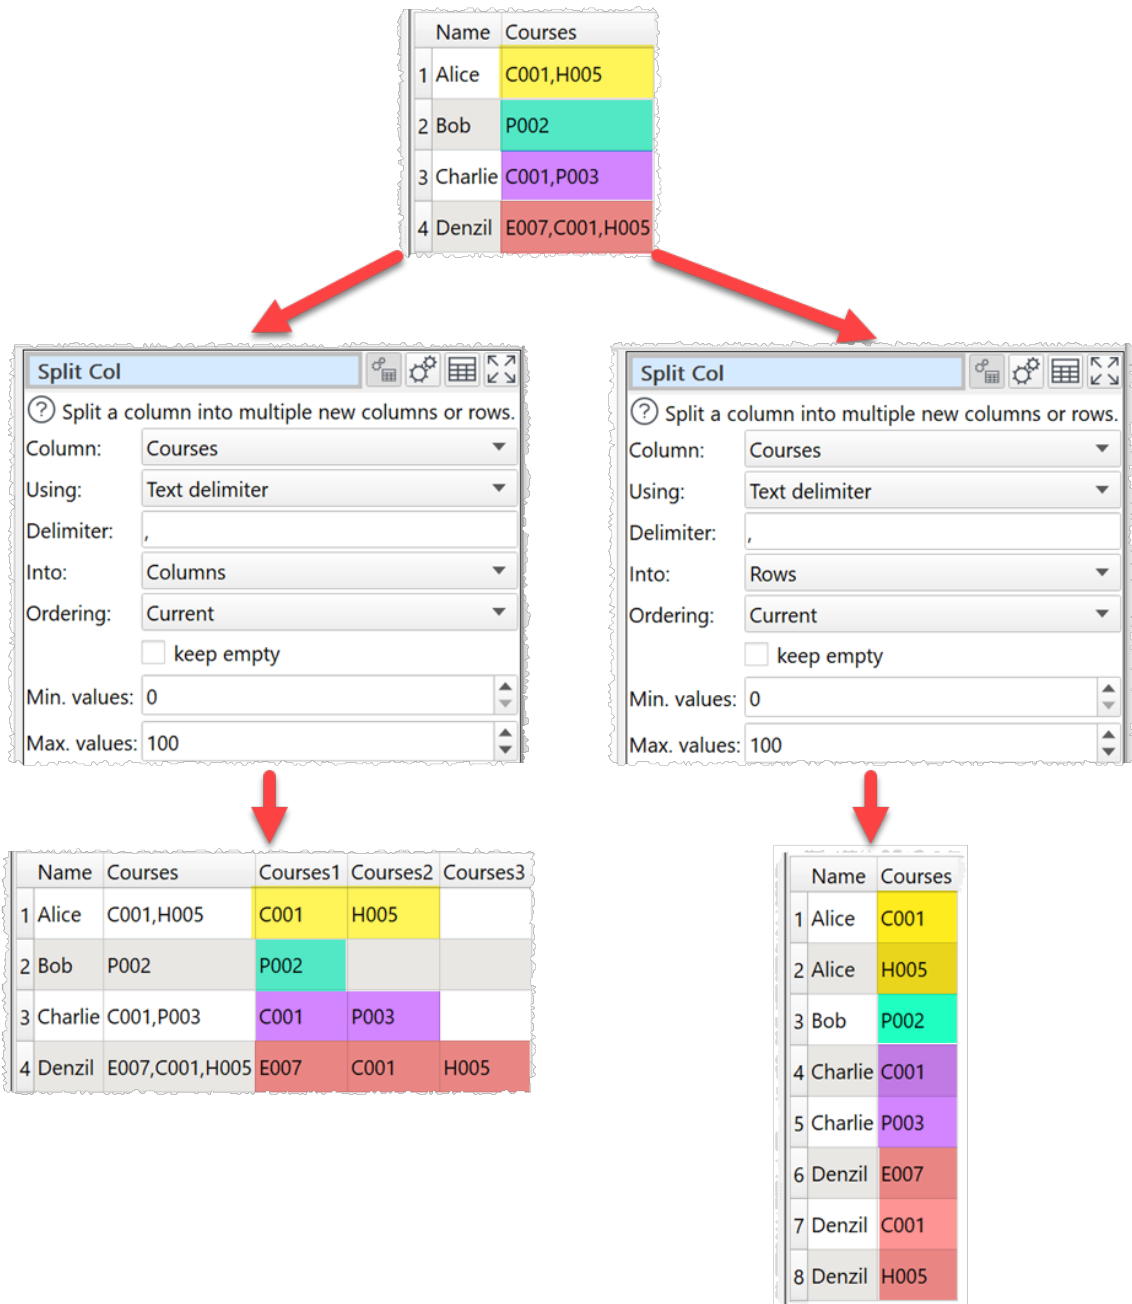 Name Courses
1 Alice C001,H005
2 Bob P002
3 Charlie C001,P003
4 Denzil E007,C001,H005
Split Col
? Split a column into multiple new columns or rows.
Column: Courses
Using: Text delimiter
Delimiter: ,
Into: Columns
Ordering: Current
keep empty
Min. values: 0
Max. values: 100
Split Col
? Split a column into multiple new columns or rows.
Column: Courses
Using: Text delimiter
Delimiter: ,
Into: Rows
Ordering: Current
keep empty
Min. values: 0
Max. values: 100
Name Courses Courses1 Courses2 Courses3
1 Alice C001,H005 C001 H005
2 Bob P002 P002
3 Charlie C001,P003 C001 P003
4 Denzil E007,C001,H005 E007 C001 H005
Name Courses
1 Alice C001
2 Alice H005
3 Bob P002
4 Charlie C001
5 Charlie P003
6 Denzil E007
7 Denzil C001
8 Denzil H005